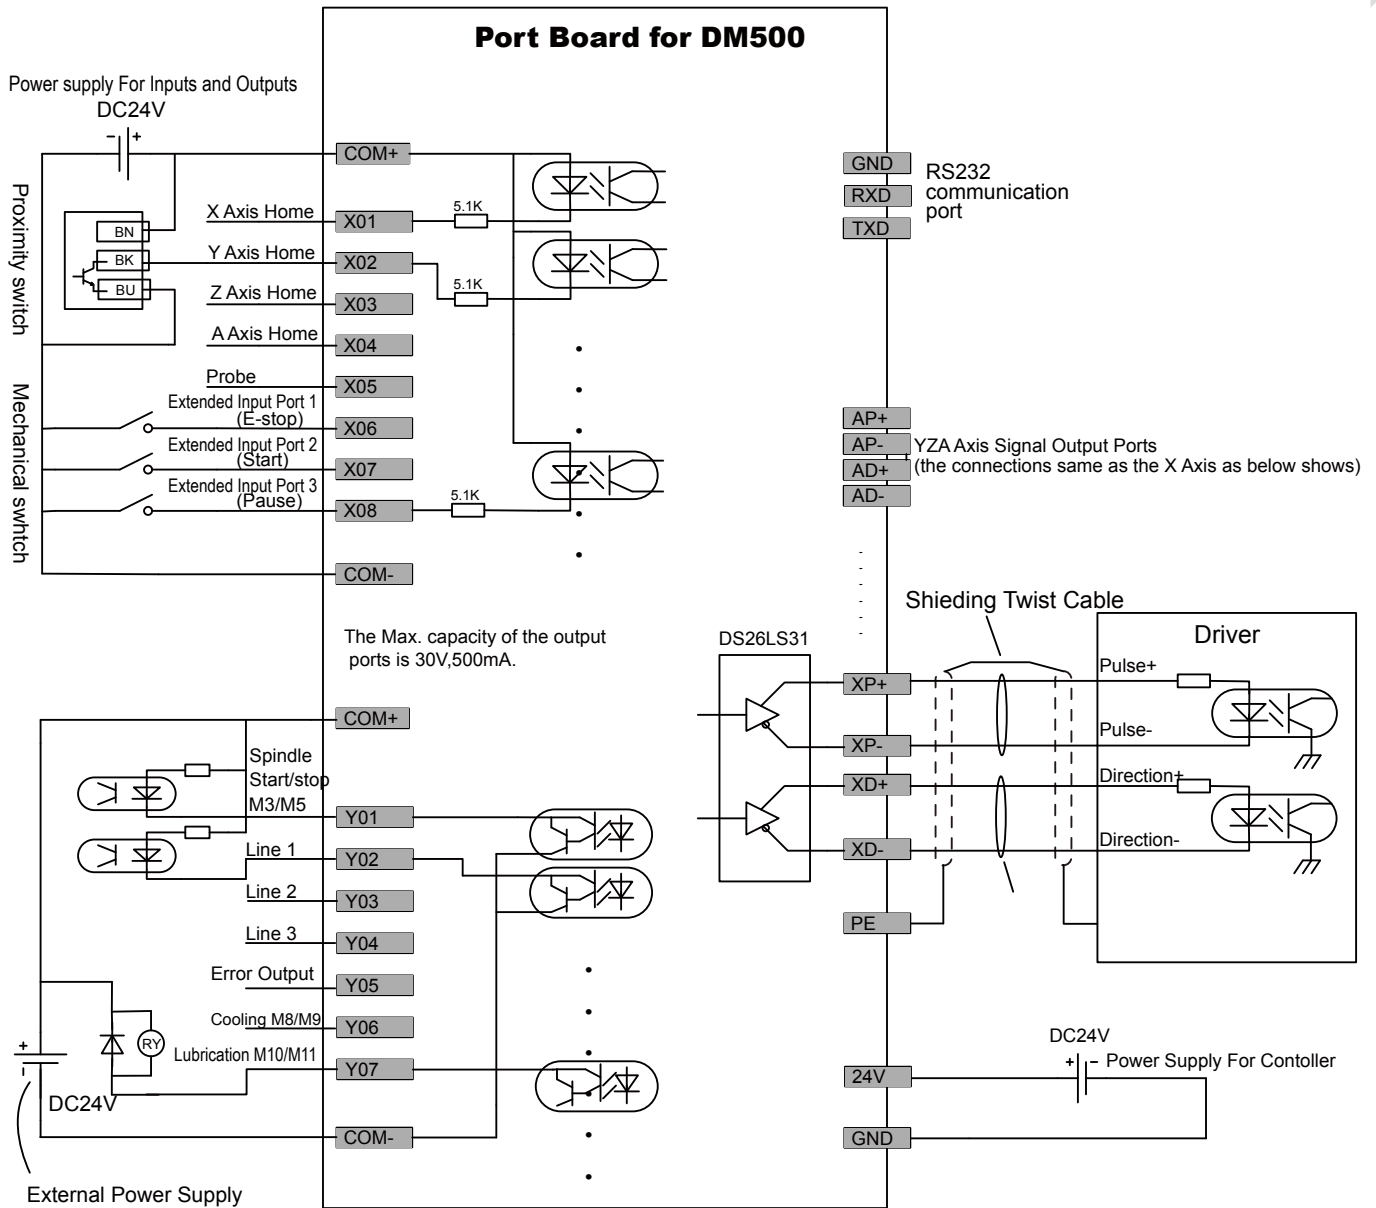 Port Board for DM500
Power supply For Inputs and Outputs
DC24V
- +
COM+
Proximity switch
BN
BK
BU
X Axis Home
X01
5.1K
Y Axis Home
X02
5.1K
Z Axis Home
X03
A Axis Home
X04
Probe
X05
Mechanical swhtch
Extended Input Port 1
(E-stop)
X06
Extended Input Port 2
(Start)
X07
Extended Input Port 3
(Pause)
X08
5.1K
COM-
GND
RXD
TXD
RS232
communication
port
AP+
AP-
AD+
AD-
YZA Axis Signal Output Ports
(the connections same as the X Axis as below shows)
The Max. capacity of the output
ports is 30V,500mA.
DS26LS31
Shieding Twist Cable
Driver
XP+
Pulse+
XP-
Pulse-
XD+
Direction+
XD-
Direction-
PE
COM+
Spindle
Start/stop
M3/M5
Y01
Line 1
Y02
Line 2
Y03
Line 3
Y04
Error Output
Y05
Cooling M8/M9
Y06
RY
Lubrication M10/M11
Y07
+
-
DC24V
COM-
External Power Supply
DC24V
+ -
Power Supply For Contoller
24V
GND